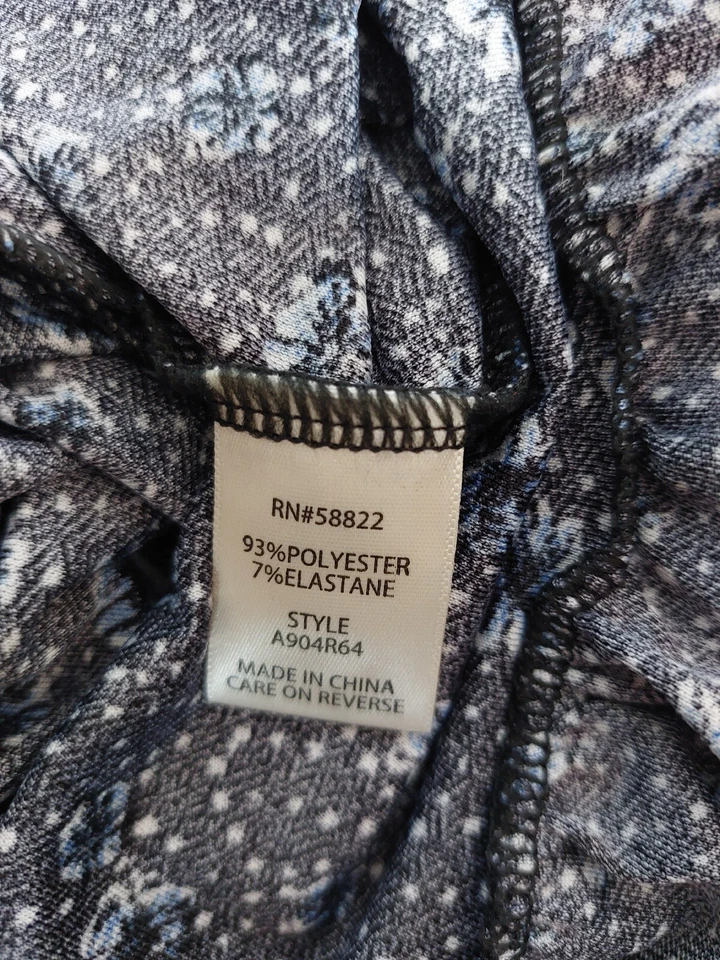 RN#58822
93%POLYESTER
7%ELASTANE
STYLE
A904R64
MADE IN CHINA
CARE ON REVERSE